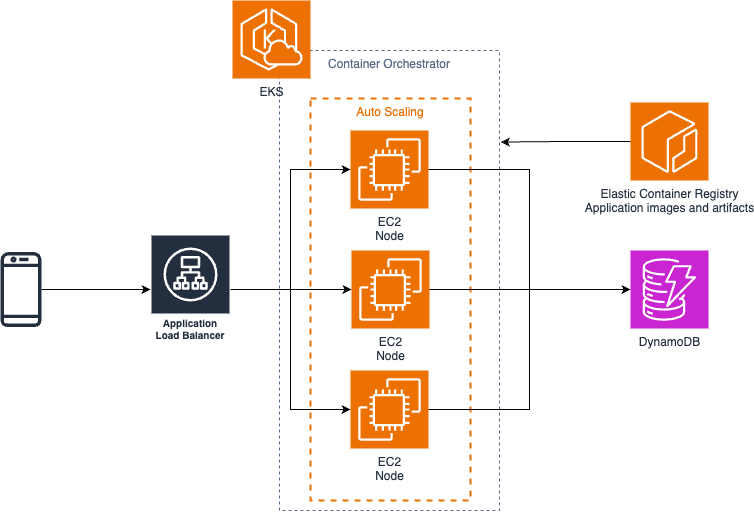 Container Orchestrator
EKS
Auto Scaling
EC2
Node
Elastic Container Registry
Application images and artifacts
Application
Load Balancer
EC2
Node
DynamoDB
EC2
Node